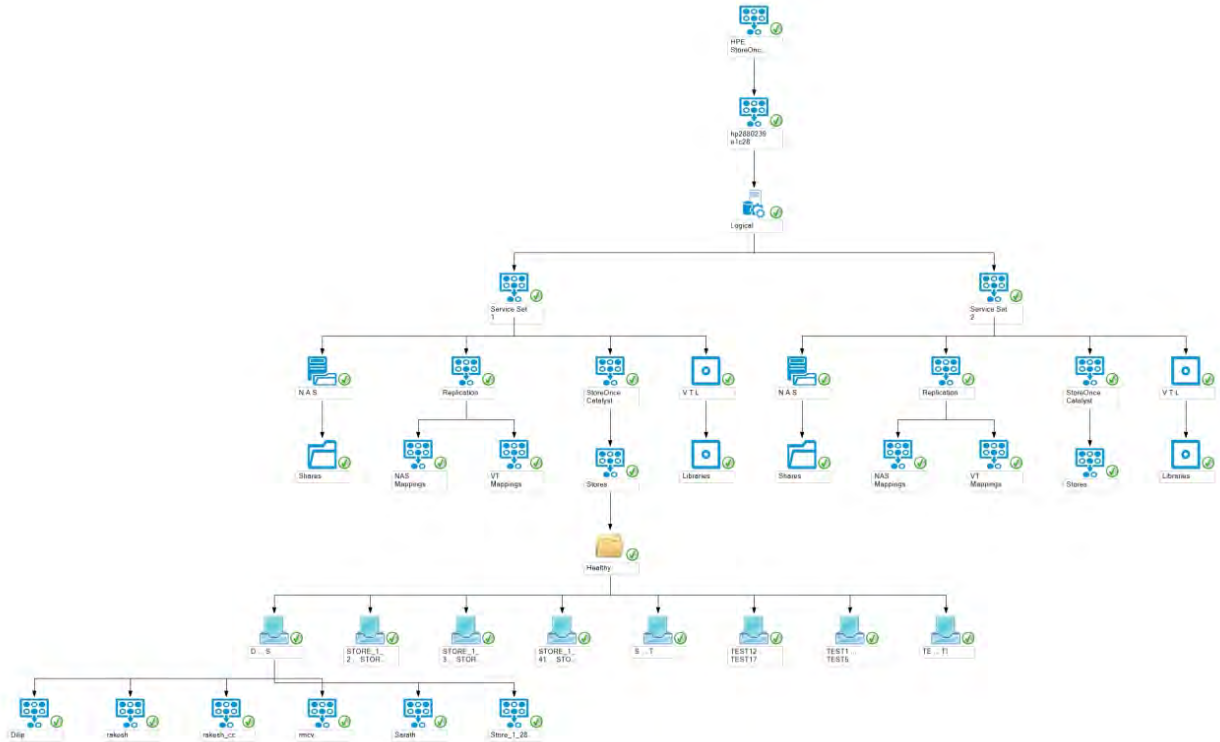 HPE
StoreOnc...
hp2880239
e1c28
Logical
Service Set
1
Service Set
2
N A S
Replication
StoreOnce
Catalyst
V T L
N A S
Replication
StoreOnce
Catalyst
V T L
Shares
NAS
Mappings
VT
Mappings
Stores
Libraries
Shares
NAS
Mappings
VT
Mappings
Stores
Libraries
Healthy
D ... S
STORE_1_
2 ... STOR...
STORE_1_
3 ... STOR...
STORE_1_
41 ... STO...
S ... T
TEST12 ...
TEST17
TEST1 ...
TEST5
TE ... TI
Dilip
rakesh
rakesh_cc
rmcv
Sarath
Store_1_28